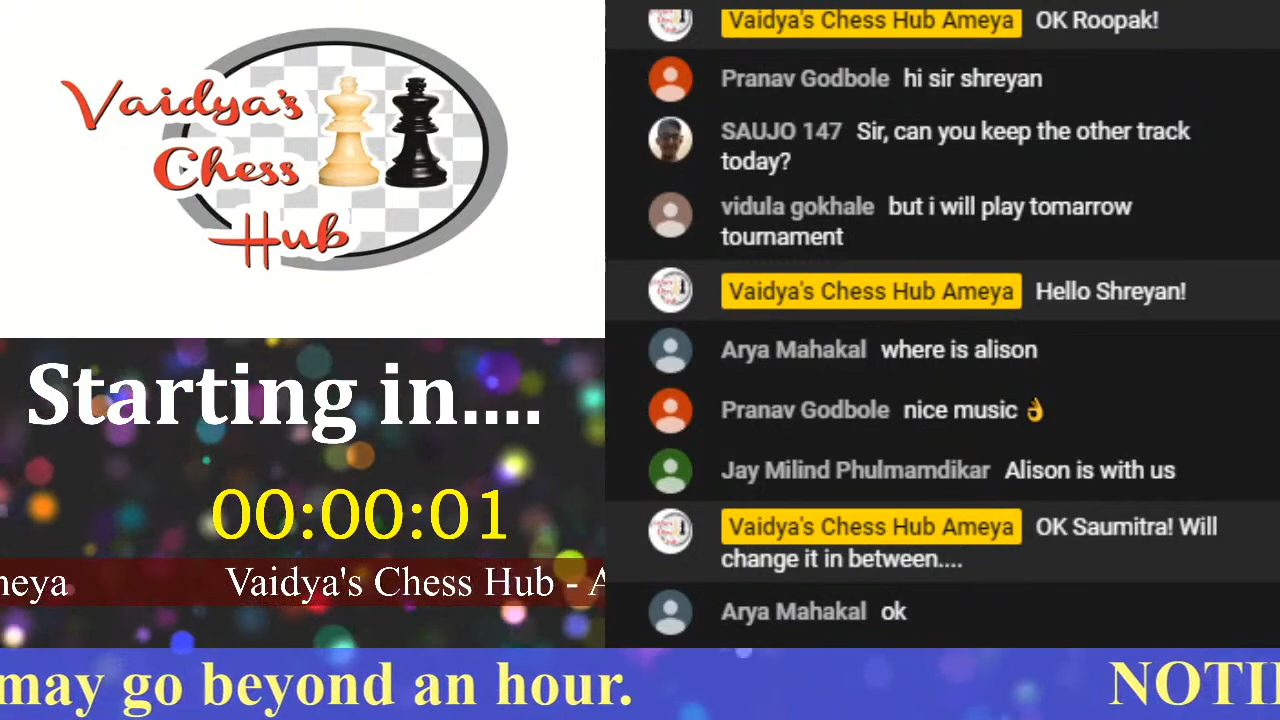 Vaidya's
Chess
Hub
Starting in....
00:00:01
Vaidya's Chess Hub -
Vaidya's Chess Hub Ameya OK Roopak!
Pranav Godbole hi sir shreyan
SAUJO 147 Sir, can you keep the other track
today?
vidula gokhale but i will play tomarrow
tournament
Vaidya's Chess Hub Ameya Hello Shreyan!
Arya Mahakal where is alison
Pranav Godbole nice music 👌
Jay Milind Phulmamdikar Alison is with us
Vaidya's Chess Hub Ameya OK Saumitra! Will
change it in between....
Arya Mahakal ok
may go beyond an hour.